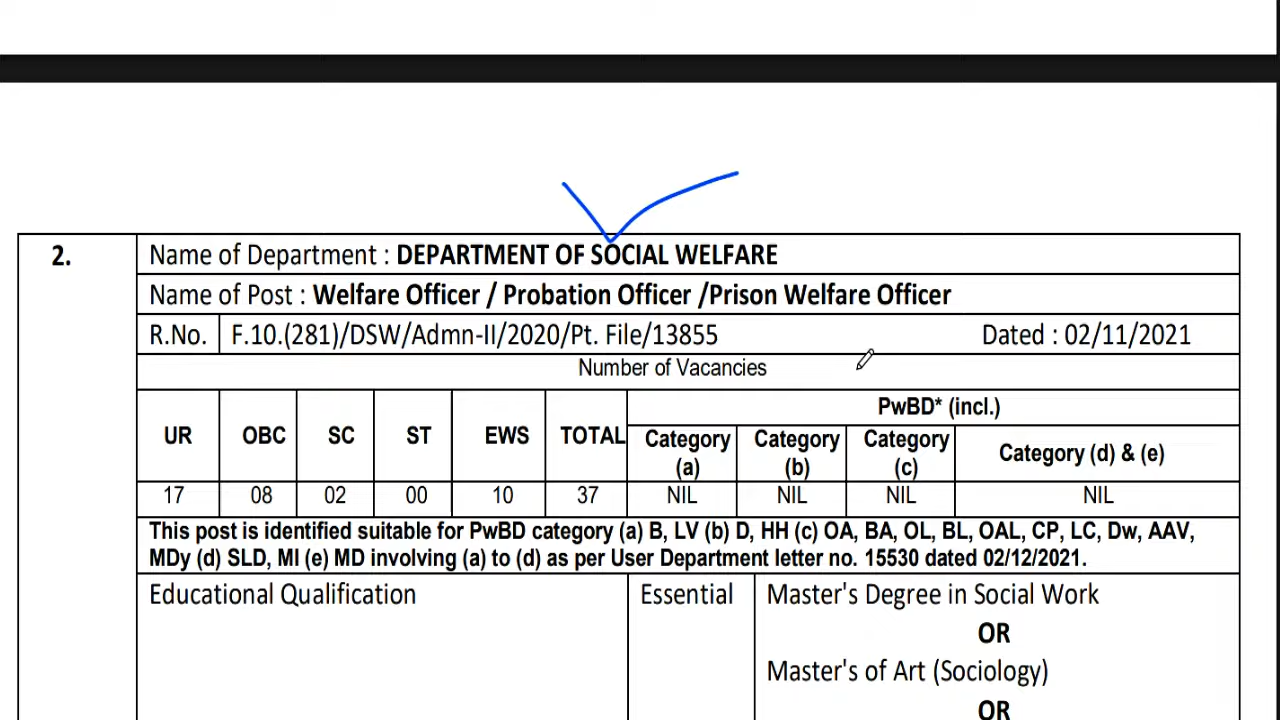 2.
Name of Department : DEPARTMENT OF SOCIAL WELFARE
Name of Post : Welfare Officer / Probation Officer /Prison Welfare Officer
R.No. F.10.(281)/DSW/Admn-II/2020/Pt. File/13855 Dated : 02/11/2021
Number of Vacancies
UR OBC SC ST EWS TOTAL PwBD* (incl.)
Category (a) Category (b) Category (c) Category (d) & (e)
17 08 02 00 10 37 NIL NIL NIL NIL
This post is identified suitable for PwBD category (a) B, LV (b) D, HH (c) OA, BA, OL, BL, OAL, CP, LC, Dw, AAV,
MDy (d) SLD, MI (e) MD involving (a) to (d) as per User Department letter no. 15530 dated 02/12/2021.
Educational Qualification Essential Master's Degree in Social Work
OR
Master's of Art (Sociology)
OR